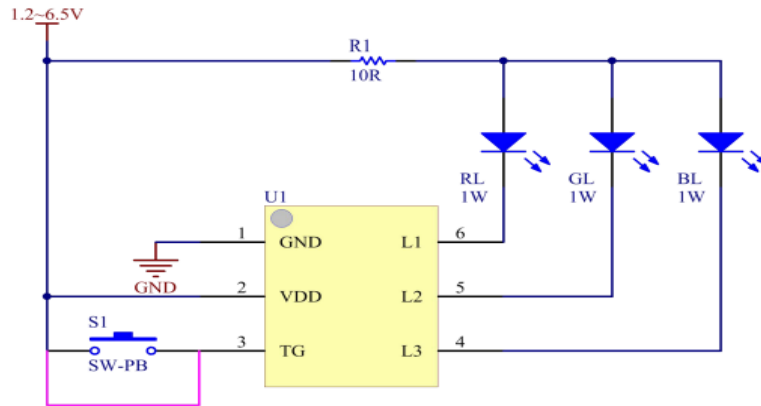 1.2~6.5V
R1
10R
RL
1W
GL
1W
BL
1W
U1
1 GND L1 6
GND
2 VDD L2 5
S1
3 TG L3 4
SW-PB